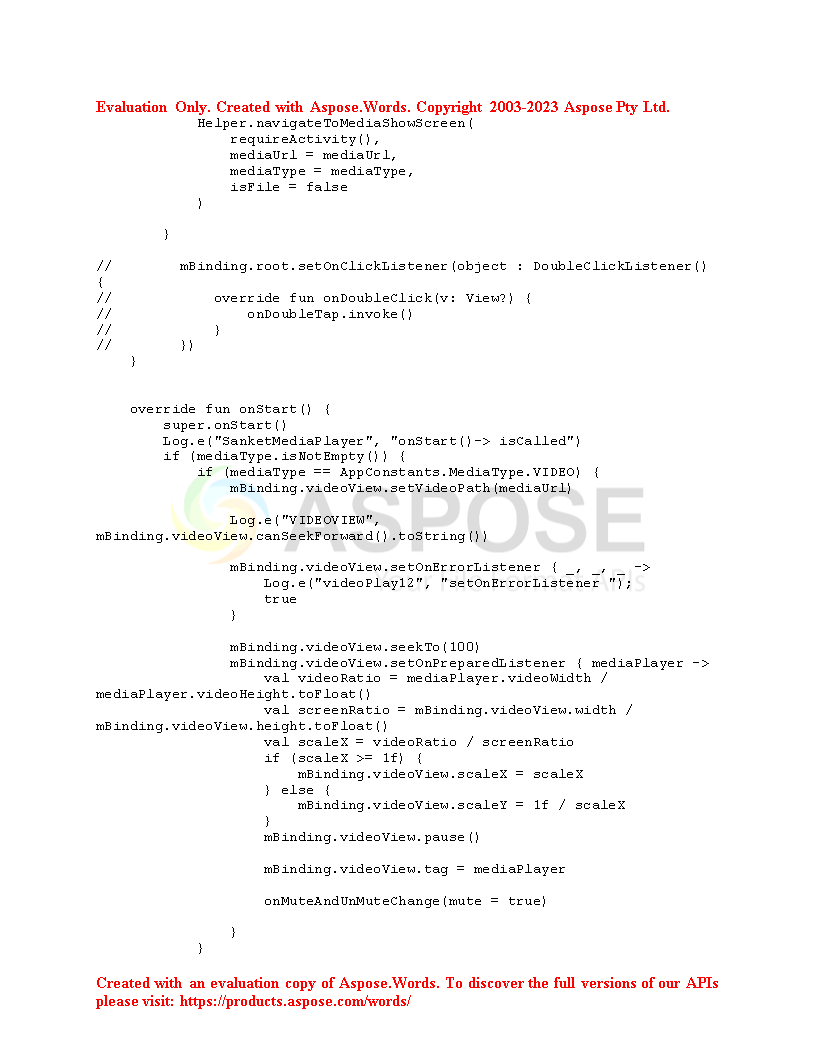 Evaluation Only. Created with Aspose.Words. Copyright 2003-2023 Aspose Pty Ltd.
            Helper.navigateToMediaShowScreen(
                requireActivity(),
                mediaUrl = mediaUrl,
                mediaType = mediaType,
                isFile = false
            )
        }
//        mBinding.root.setOnClickListener(object : DoubleClickListener()
{
//            override fun onDoubleClick(v: View?) {
//                onDoubleTap.invoke()
//            }
//        })
    }
    override fun onStart() {
        super.onStart()
        Log.e("SanketMediaPlayer", "onStart()-> isCalled")
        if (mediaType.isNotEmpty()) {
            if (mediaType == AppConstants.MediaType.VIDEO) {
                mBinding.videoView.setVideoPath(mediaUrl)
ASPOSE
                Log.e("VIDEOVIEW",
mBinding.videoView.canSeekForward().toString())
                mBinding.videoView.setOnErrorListener { _, _, _ ->
                    Log.e("videoPlay12", "setOnErrorListener ");
                    true
                }
                mBinding.videoView.seekTo(100)
                mBinding.videoView.setOnPreparedListener { mediaPlayer ->
                    val videoRatio = mediaPlayer.videoWidth /
mediaPlayer.videoHeight.toFloat()
                    val screenRatio = mBinding.videoView.width /
mBinding.videoView.height.toFloat()
                    val scaleX = videoRatio / screenRatio
                    if (scaleX >= 1f) {
                        mBinding.videoView.scaleX = scaleX
                    } else {
                        mBinding.videoView.scaleY = 1f / scaleX
                    }
                    mBinding.videoView.pause()
                    mBinding.videoView.tag = mediaPlayer
                    onMuteAndUnMuteChange(mute = true)
                }
            }
Created with an evaluation copy of Aspose.Words. To discover the full versions of our APIs
please visit: https://products.aspose.com/words/